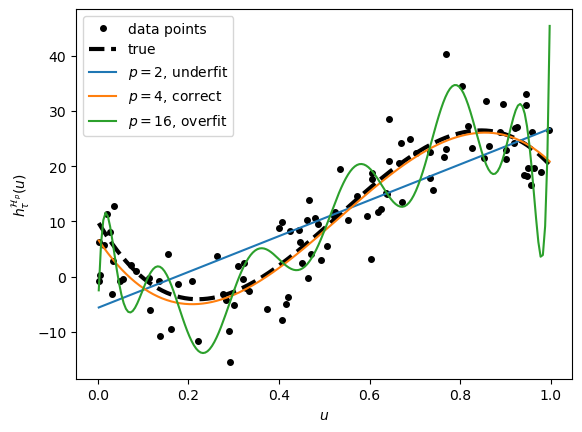 data points
true
p = 2, underfit
p = 4, correct
p = 16, overfit
40
30
20
10
0
−10
h_τ^{ℋ_p}(u)
0.0 0.2 0.4 0.6 0.8 1.0
u